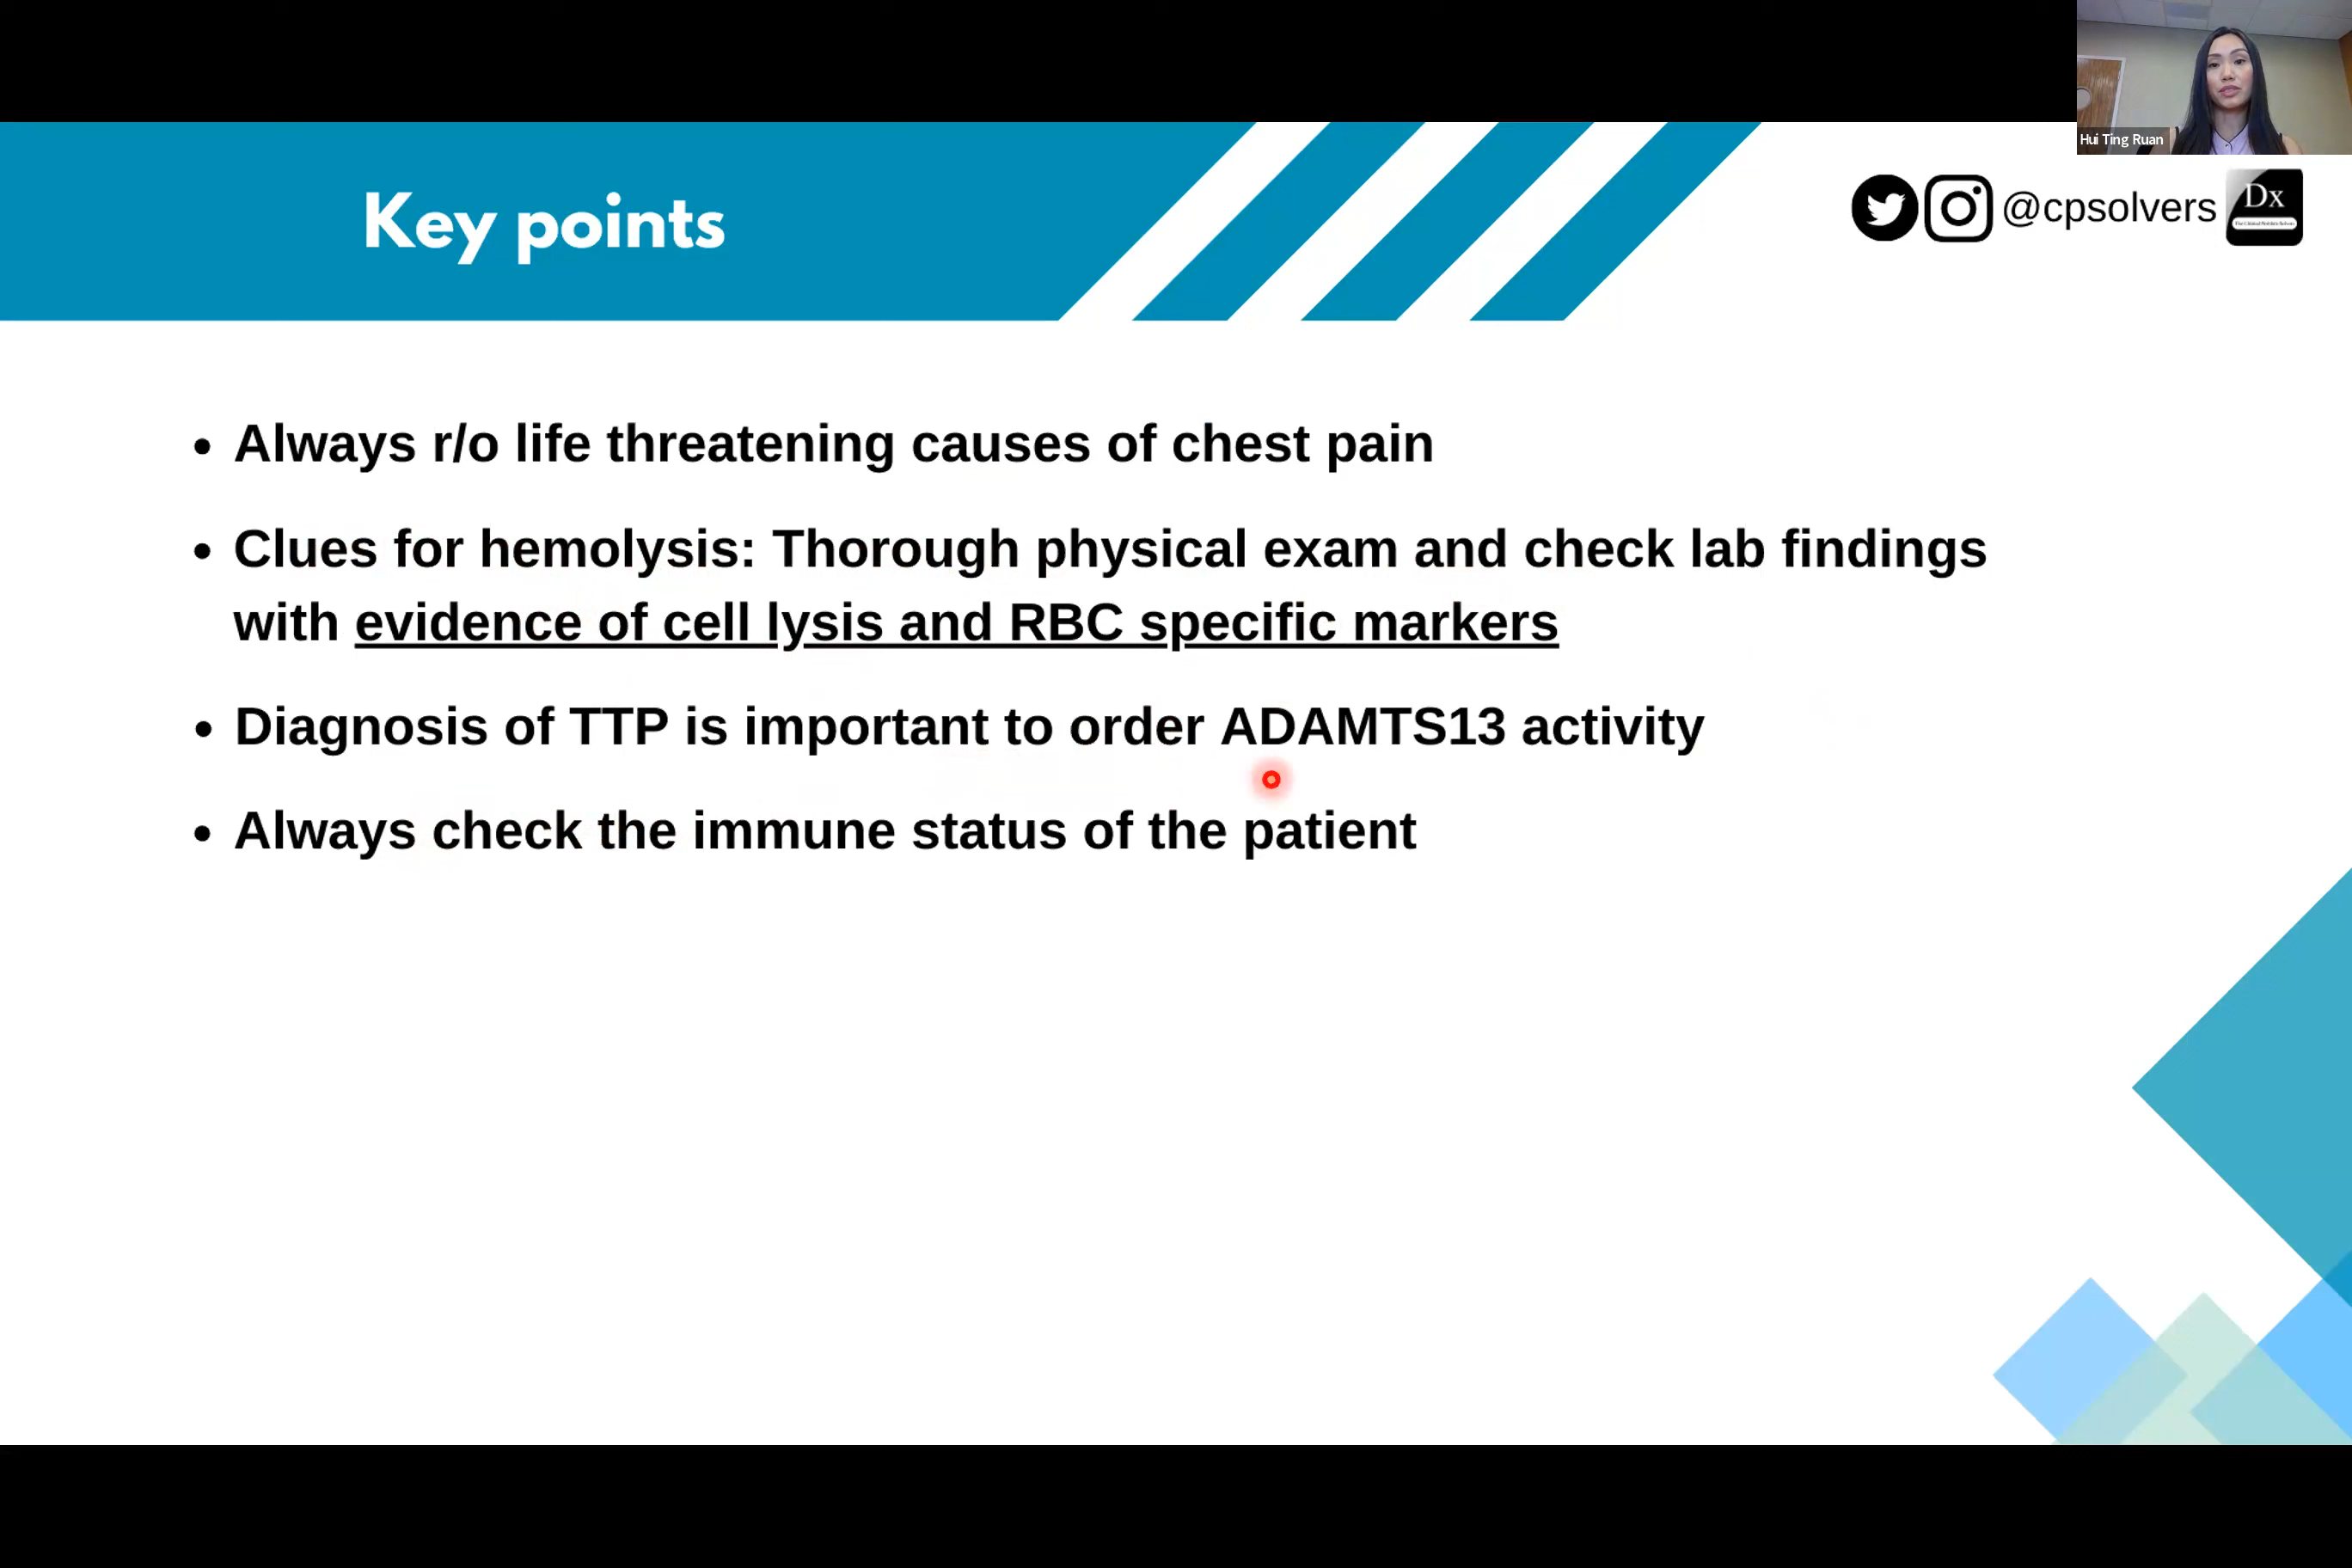 Hui Ting Ruan
Key points
@cpsolvers
Dx
• Always r/o life threatening causes of chest pain
• Clues for hemolysis: Thorough physical exam and check lab findings
with evidence of cell lysis and RBC specific markers
• Diagnosis of TTP is important to order ADAMTS13 activity
• Always check the immune status of the patient